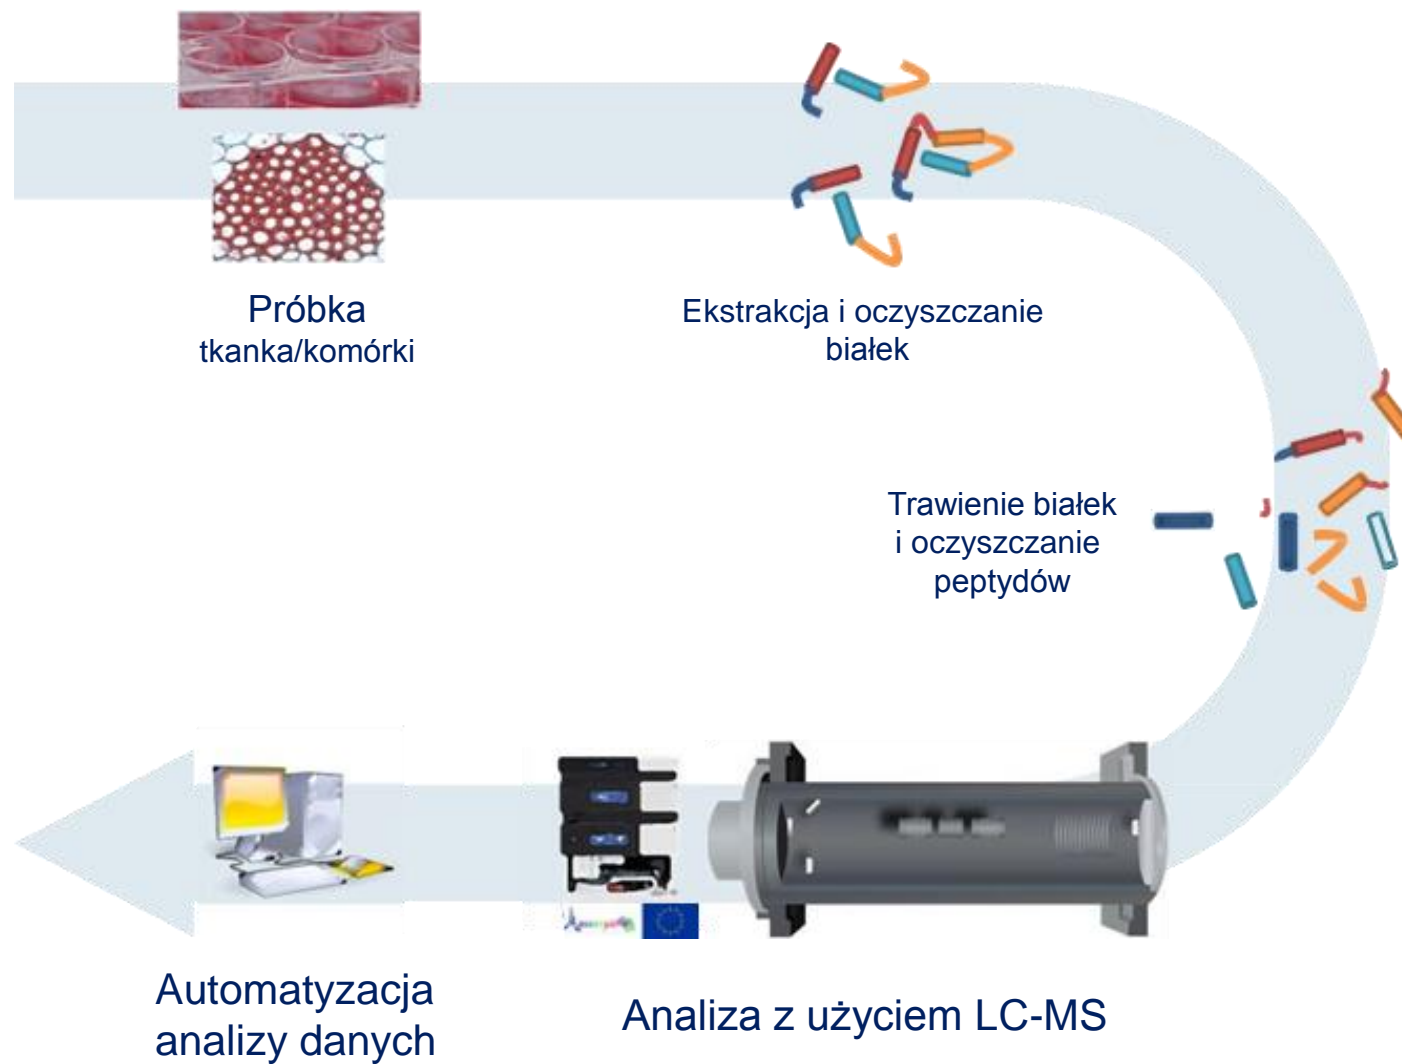 Próbka
tkanka/komórki
Ekstrakcja i oczyszczanie
białek
Trawienie białek
i oczyszczanie
peptydów
Automatyzacja
analizy danych
Analiza z użyciem LC-MS